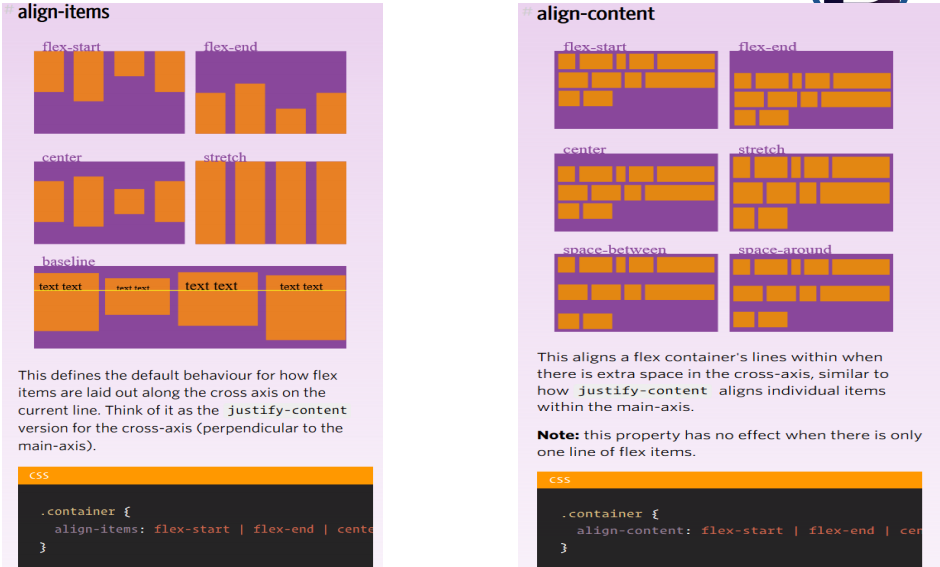 # align-items
flex-start
flex-end
center
stretch
baseline
text text
text text
text text
text text
This defines the default behaviour for how flex
items are laid out along the cross axis on the
current line. Think of it as the justify-content
version for the cross-axis (perpendicular to the
main-axis).
CSS
.container {
align-items: flex-start | flex-end | cente
}
# align-content
flex-start
flex-end
center
stretch
space-between
space-around
This aligns a flex container's lines within when
there is extra space in the cross-axis, similar to
how justify-content aligns individual items
within the main-axis.
Note: this property has no effect when there is only
one line of flex items.
CSS
.container {
align-content: flex-start | flex-end | cen
}